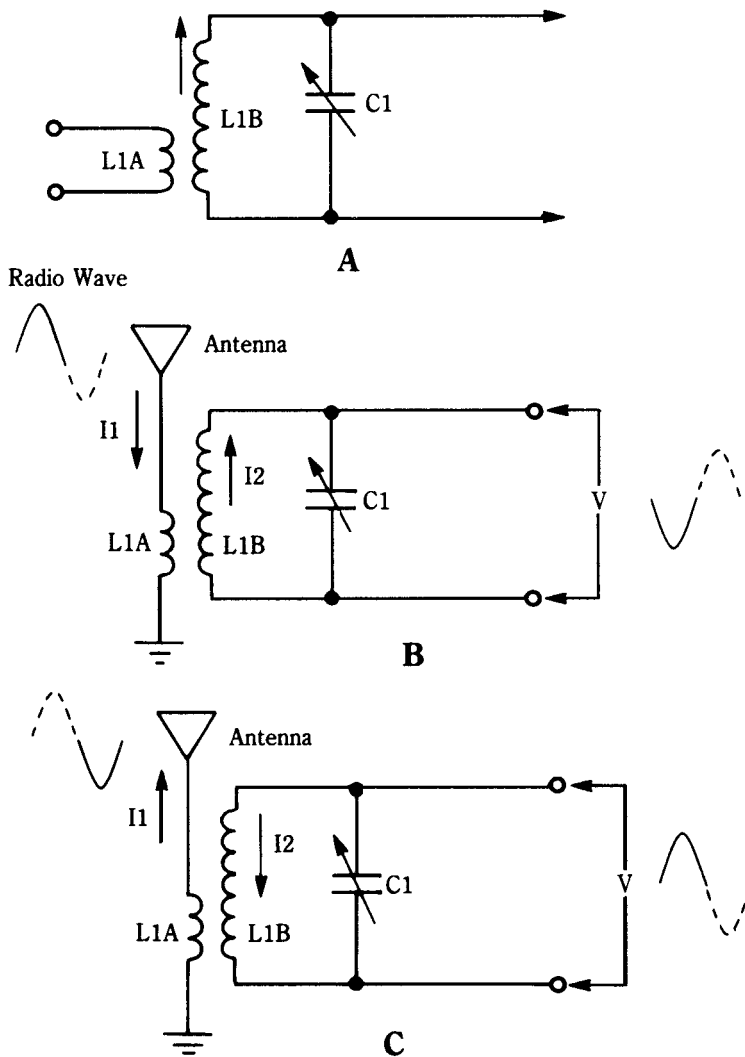 C1
L1B
L1A
A
Radio Wave
Antenna
I1
I2
C1
V
L1A
L1B
B
Antenna
I1
I2
C1
V
L1A
L1B
C